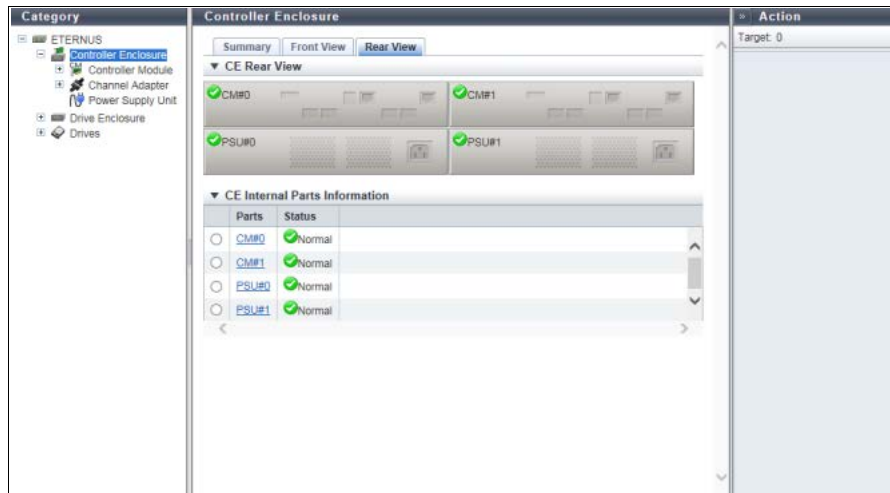 Category
ETERNUS
Controller Enclosure
Controller Module
Channel Adapter
Power Supply Unit
Drive Enclosure
Drives
Controller Enclosure
Summary Front View Rear View
▼ CE Rear View
CM#0 CM#1
PSU#0 PSU#1
▼ CE Internal Parts Information
Parts Status
CM#0 Normal
CM#1 Normal
PSU#0 Normal
PSU#1 Normal
» Action
Target: 0